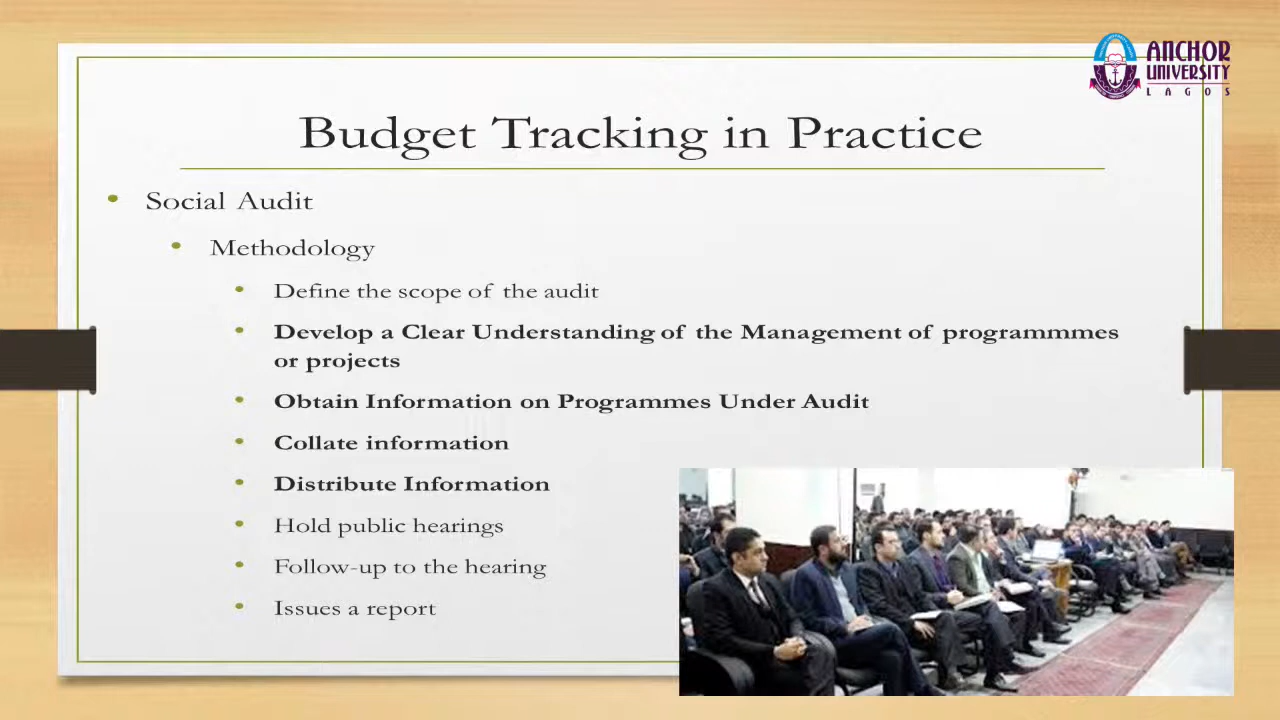 ANCHOR
UNIVERSITY
LAGOS
Budget Tracking in Practice
• Social Audit
• Methodology
• Define the scope of the audit
• Develop a Clear Understanding of the Management of programmmes
or projects
• Obtain Information on Programmes Under Audit
• Collate information
• Distribute Information
• Hold public hearings
• Follow-up to the hearing
• Issues a report